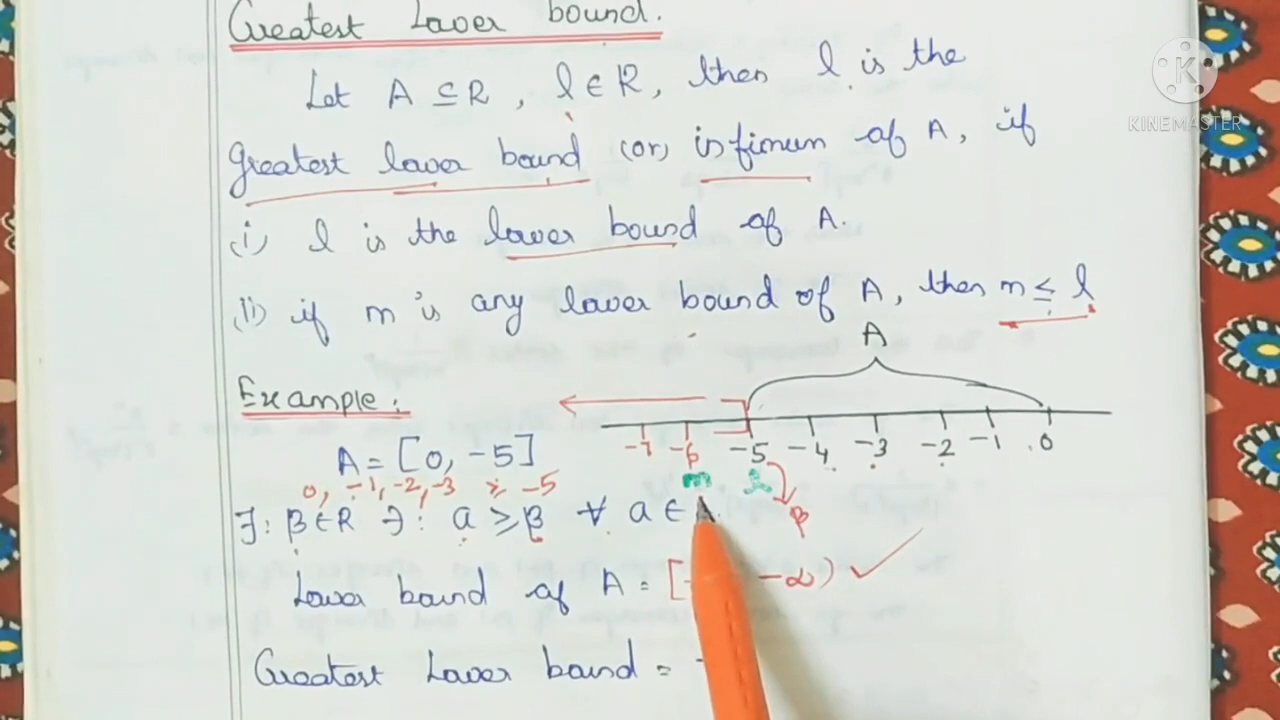 Greatest Lower bound.
Let A ⊆ R , l ∈ R, then l is the
greatest lower bound (or) infimum of A, if
(i) l is the lower bound of A.
(ii) if m is any lower bound of A, then m ≤ l
A
Example:
-7 -6 -5 -4 -3 -2 -1 0
A = [0, -5]
0, -1, -2, -3 ≥ -5
m l β
∃: β ∈ R ∋: a ≥ β ∀ a ∈
Lower bound of A = [ -∞) ✓
Greatest Lower bound =
K
KINEMASTER